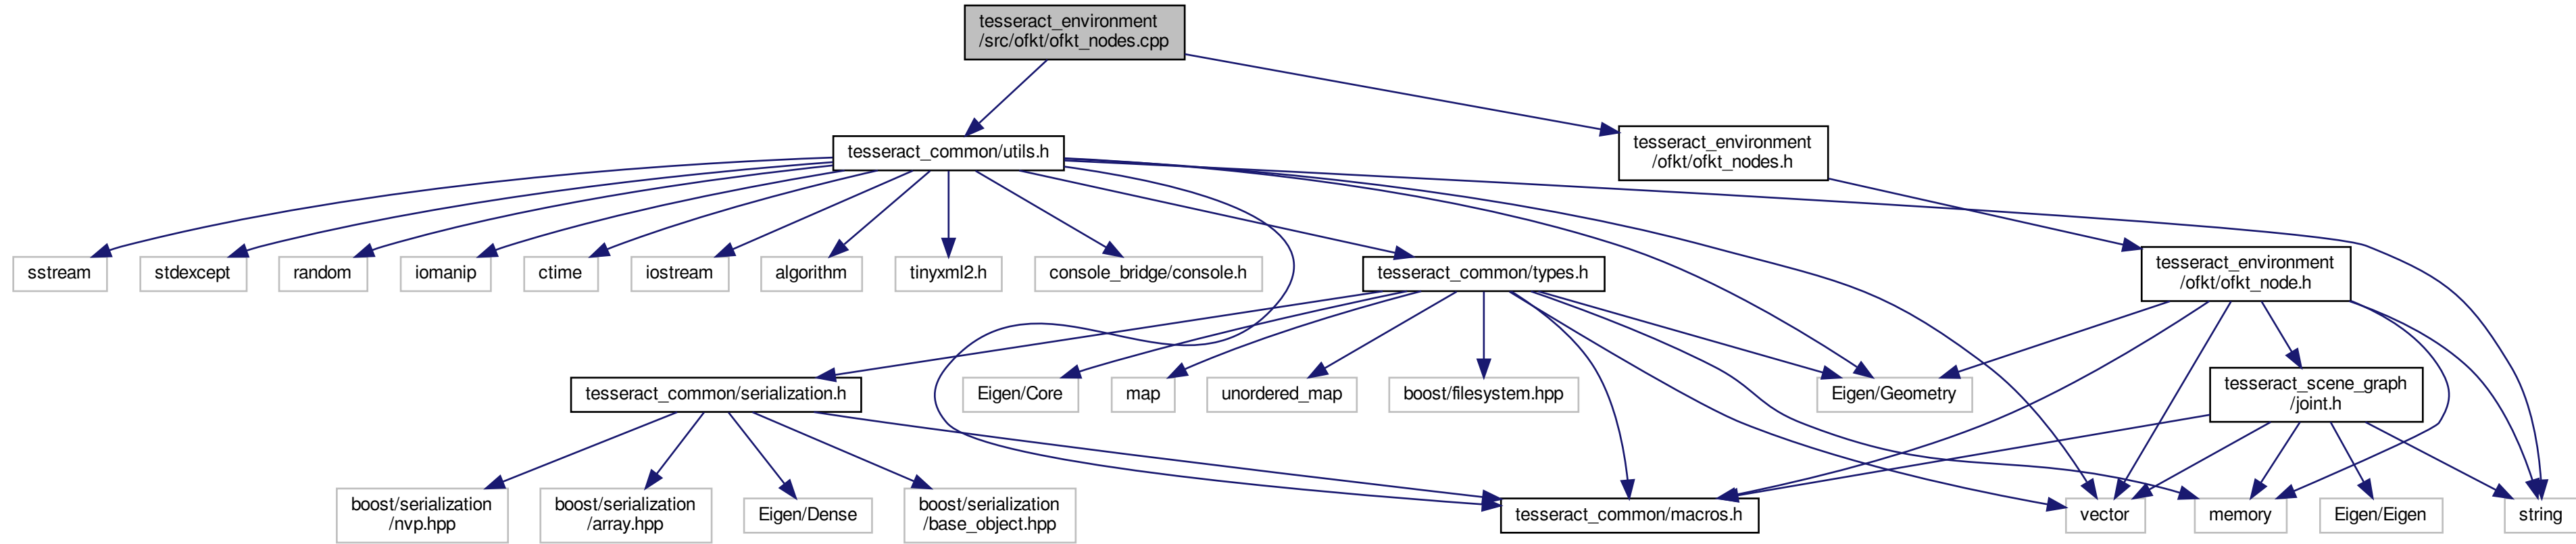 tesseract_environment
/src/ofkt/ofkt_nodes.cpp
tesseract_common/utils.h
tesseract_environment
/ofkt/ofkt_nodes.h
sstream
stdexcept
random
iomanip
ctime
iostream
algorithm
tinyxml2.h
console_bridge/console.h
tesseract_common/types.h
tesseract_environment
/ofkt/ofkt_node.h
tesseract_common/serialization.h
Eigen/Core
map
unordered_map
boost/filesystem.hpp
Eigen/Geometry
tesseract_scene_graph
/joint.h
boost/serialization
/nvp.hpp
boost/serialization
/array.hpp
Eigen/Dense
boost/serialization
/base_object.hpp
tesseract_common/macros.h
vector
memory
Eigen/Eigen
string